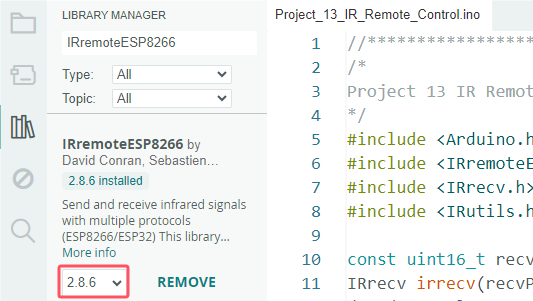 LIBRARY MANAGER
IRremoteESP8266
Type: All
Topic: All
IRremoteESP8266 by
David Conran, Sebastien…
2.8.6 installed
Send and receive infrared signals
with multiple protocols
(ESP8266/ESP32) This library…
More info
2.8.6 REMOVE
Project_13_IR_Remote_Control.ino
1 //*******************
2 /*
3 Project 13 IR Remot
4 */
5 #include <Arduino.h
6 #include <IRremoteE
7 #include <IRrecv.h>
8 #include <IRutils.h
9
10 const uint16_t recv
11 IRrecv irrecv(recvP